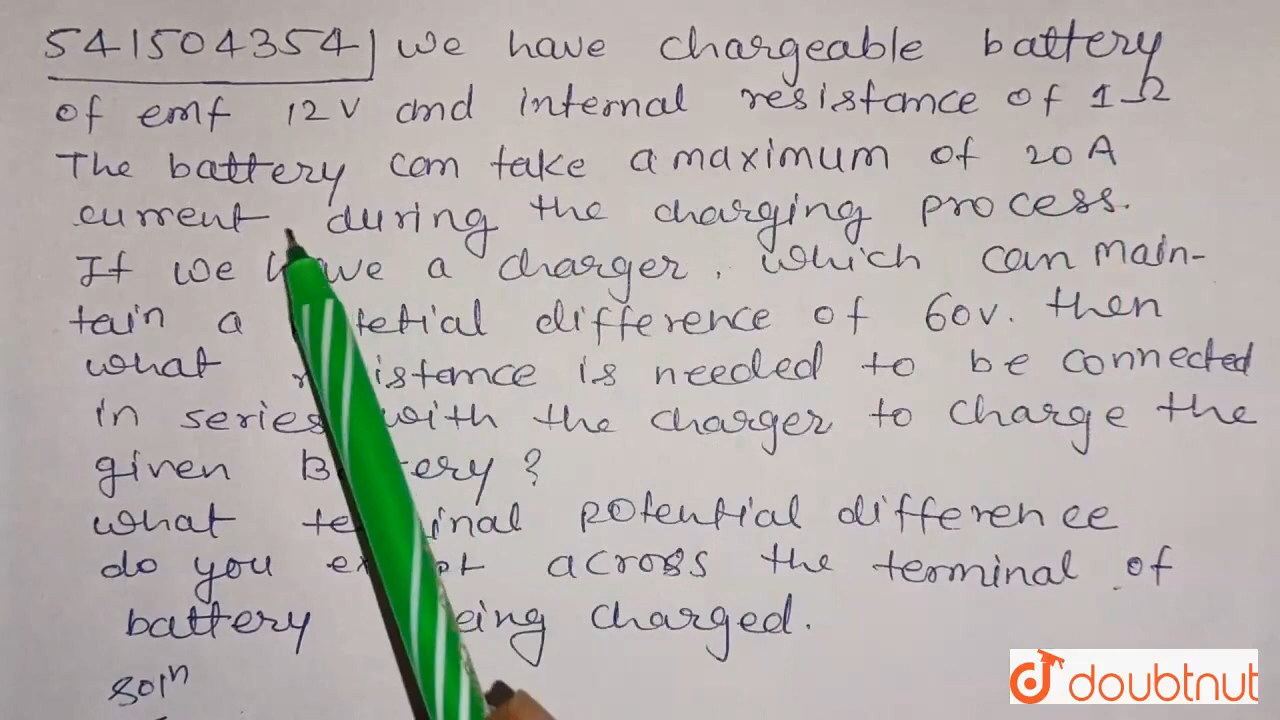 541504354) We have chargeable battery
of emf 12V and internal resistance of 1Ω
The battery can take a maximum of 20A
current during the charging process.
If we have a charger, which can main-
tain a tetial difference of 60v. then
what resistance is needed to be connected
in series with the charger to charge the
given Battery?
what terminal potential difference
do you expect across the terminal of
battery being charged.
Soln
doubtnut